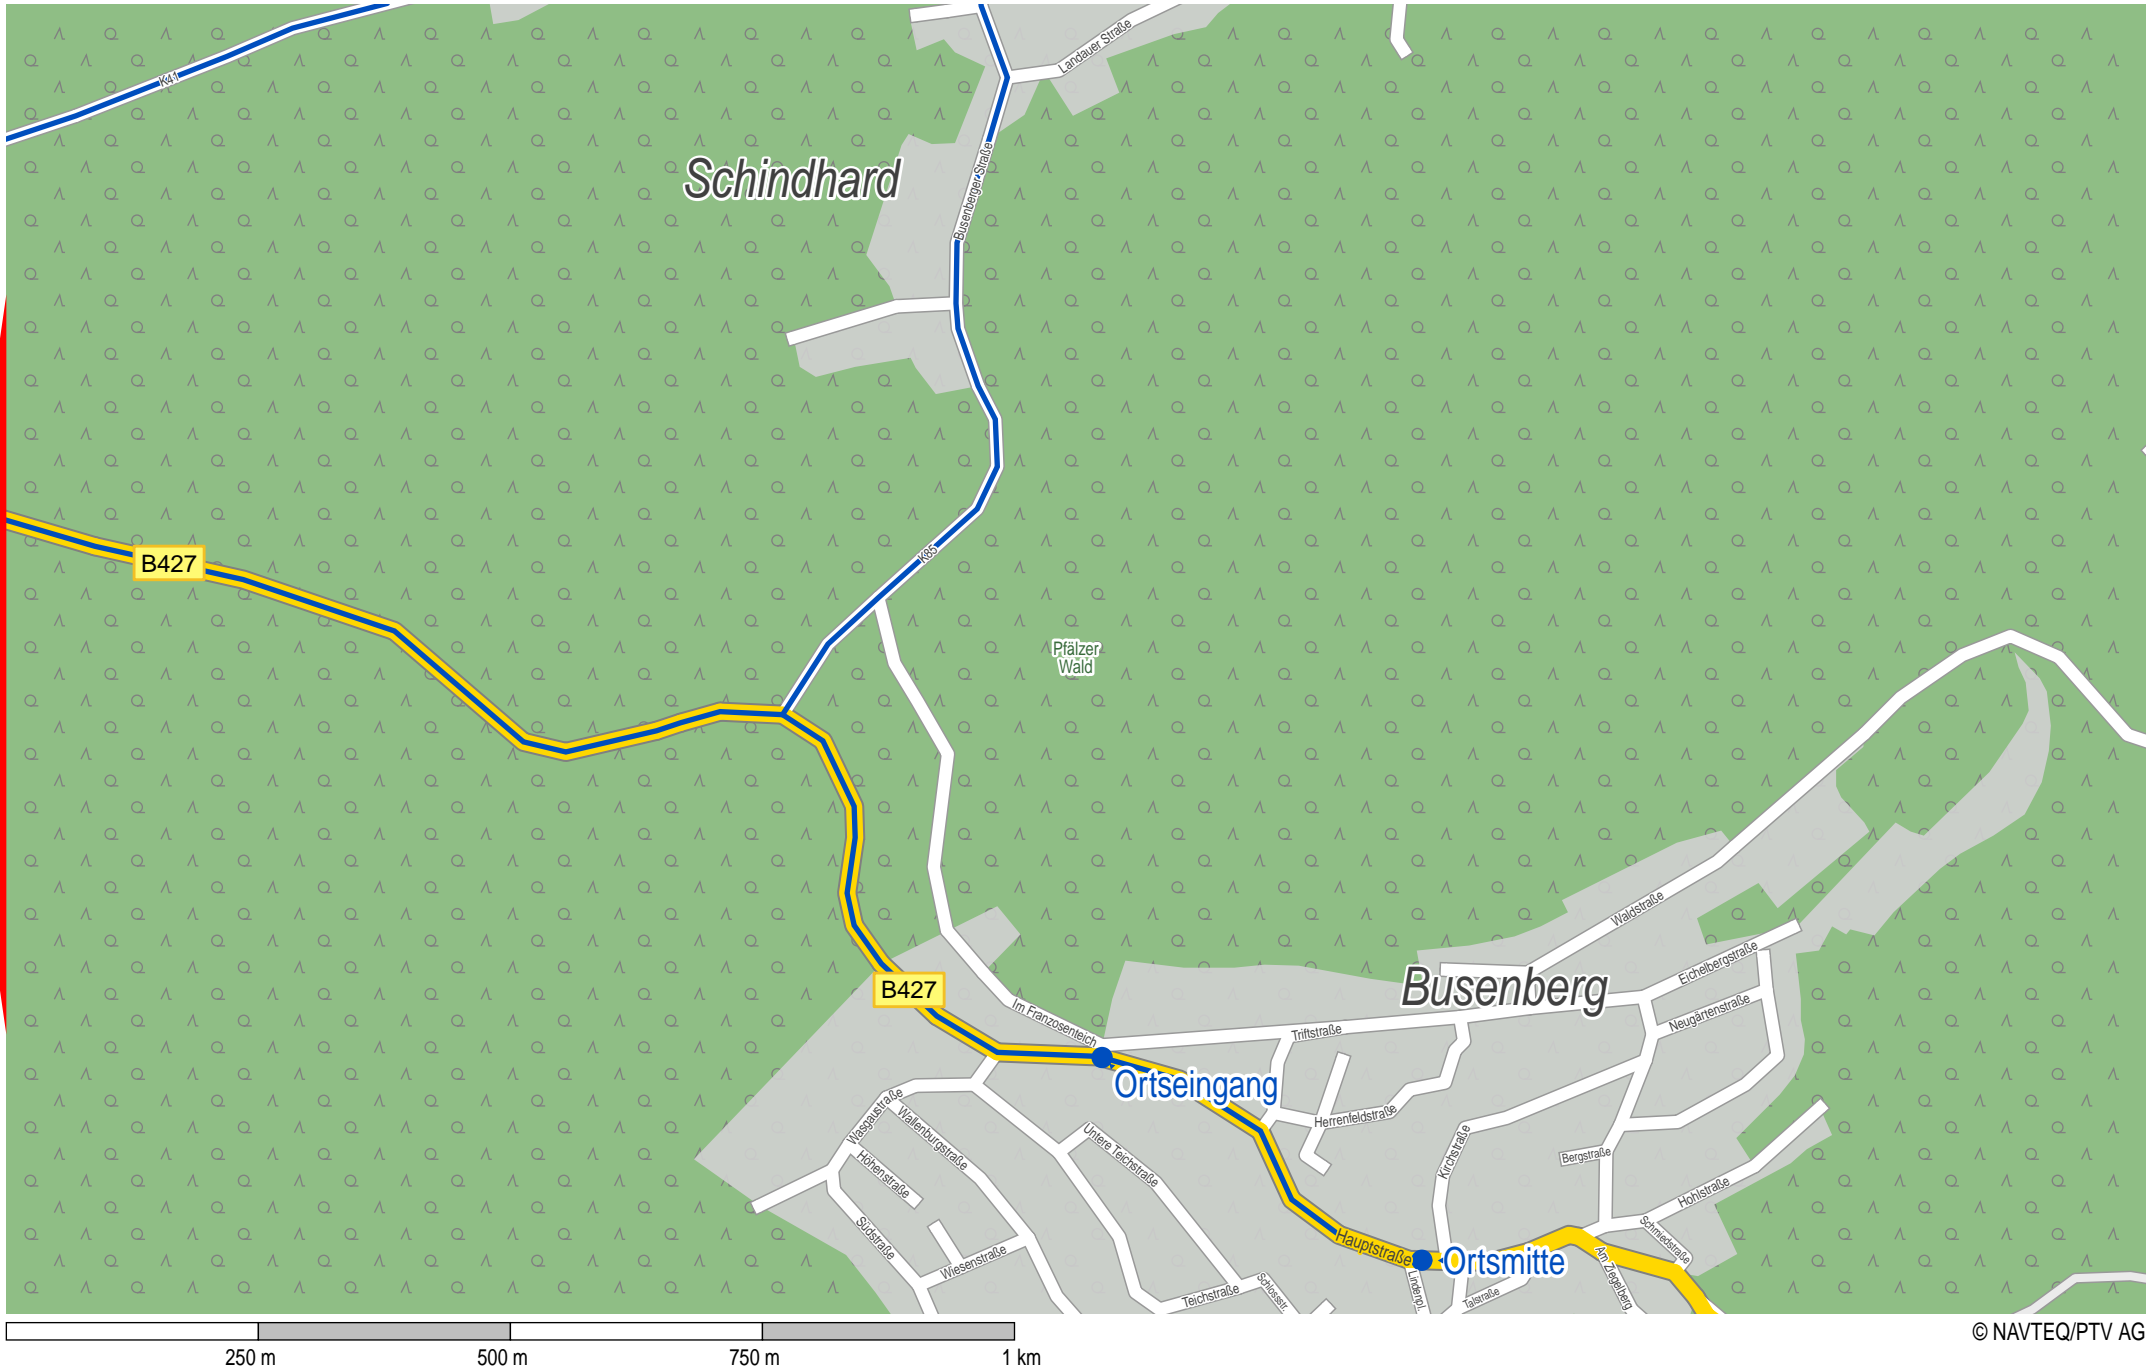 Landauer Straße
K41
Schindhard
Busenberger Straße
K85
B427
Pfälzer
Wald
Waldstraße
B427
Busenberg
Eichelbergstraße
Neugärtenstraße
Im Franzosenteich
Triftstraße
Ortseingang
Wasgaustraße
Wallenburgstraße
Herrenfeldstraße
Untere Teichstraße
Kirchstraße
Bergstraße
Höhenstraße
Hohlstraße
Südstraße
Schmiedstraße
Hauptstraße
Ortsmitte
Wiesenstraße
Am Ziegelberg
Teichstraße
Schlossstr.
Lindenpl.
Talstraße
250 m
500 m
750 m
1 km
© NAVTEQ/PTV AG